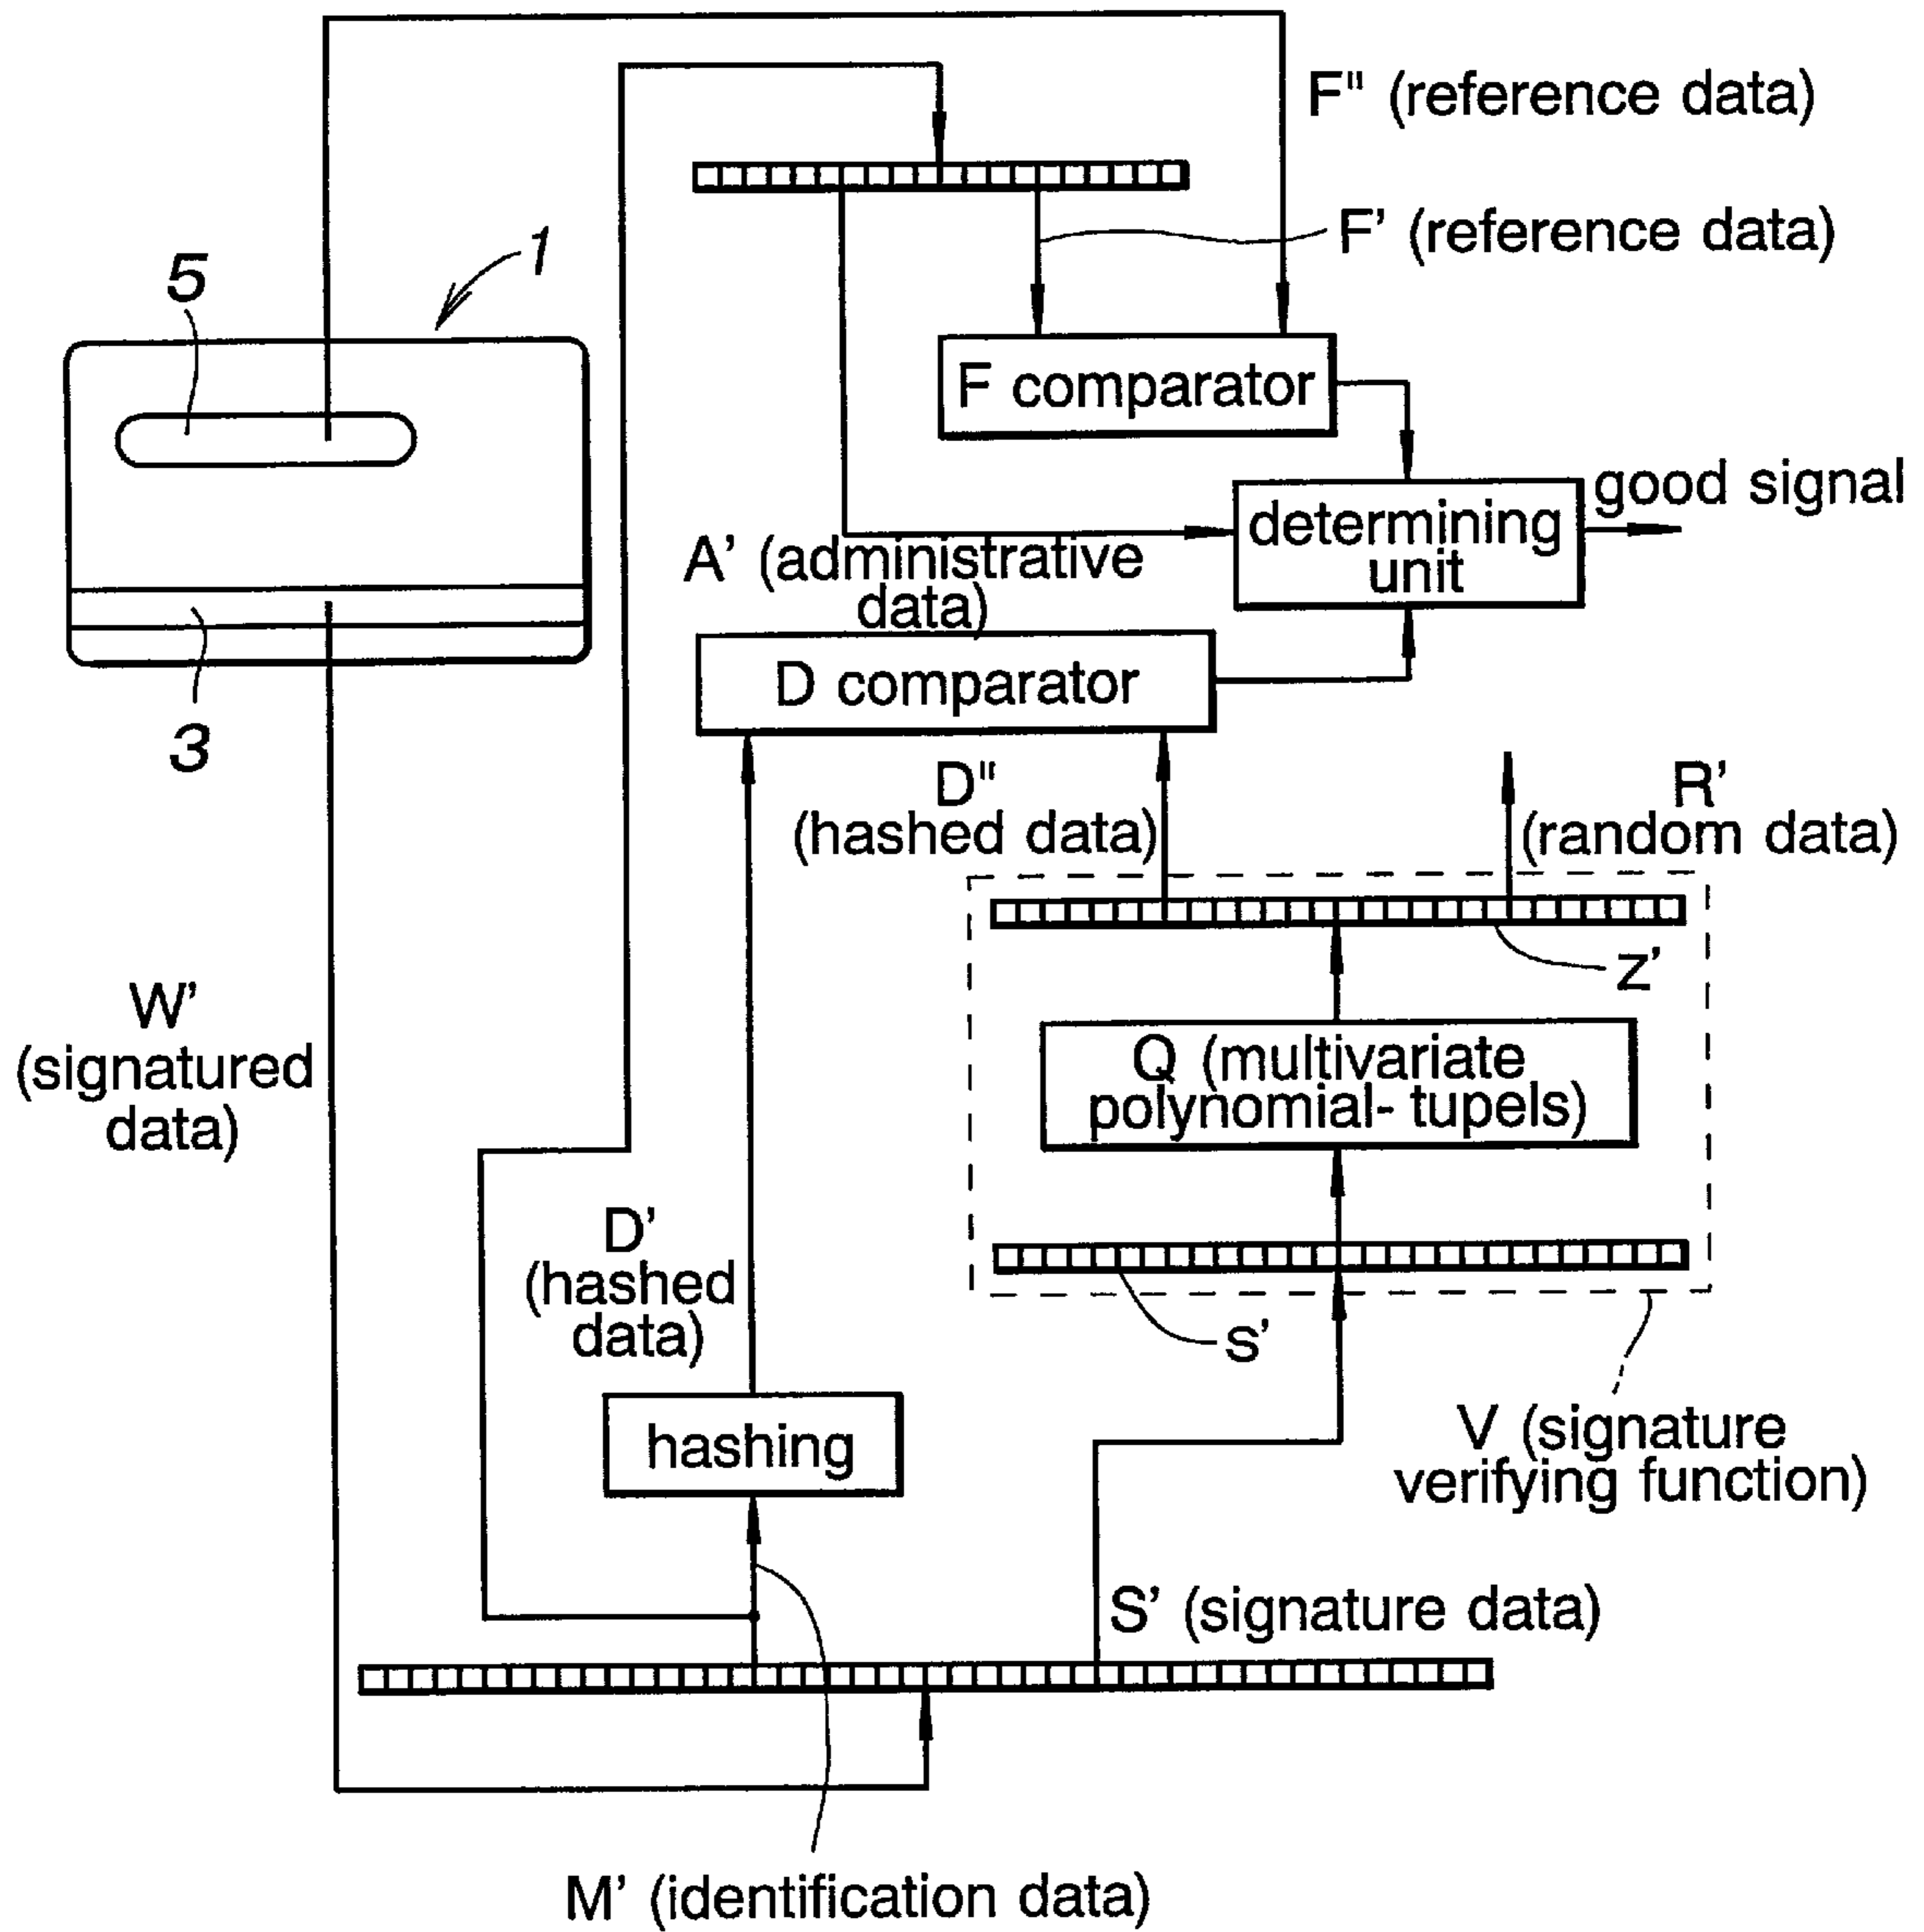 F" (reference data)
F' (reference data)
1
5
F comparator
good signal
determining
unit
A' (administrative
data)
D comparator
3
D"
(hashed data)
R'
(random data)
z'
W'
(signatured
data)
Q (multivariate
polynomial- tupels)
D'
(hashed
data)
s'
hashing
V (signature
verifying function)
S' (signature data)
M' (identification data)